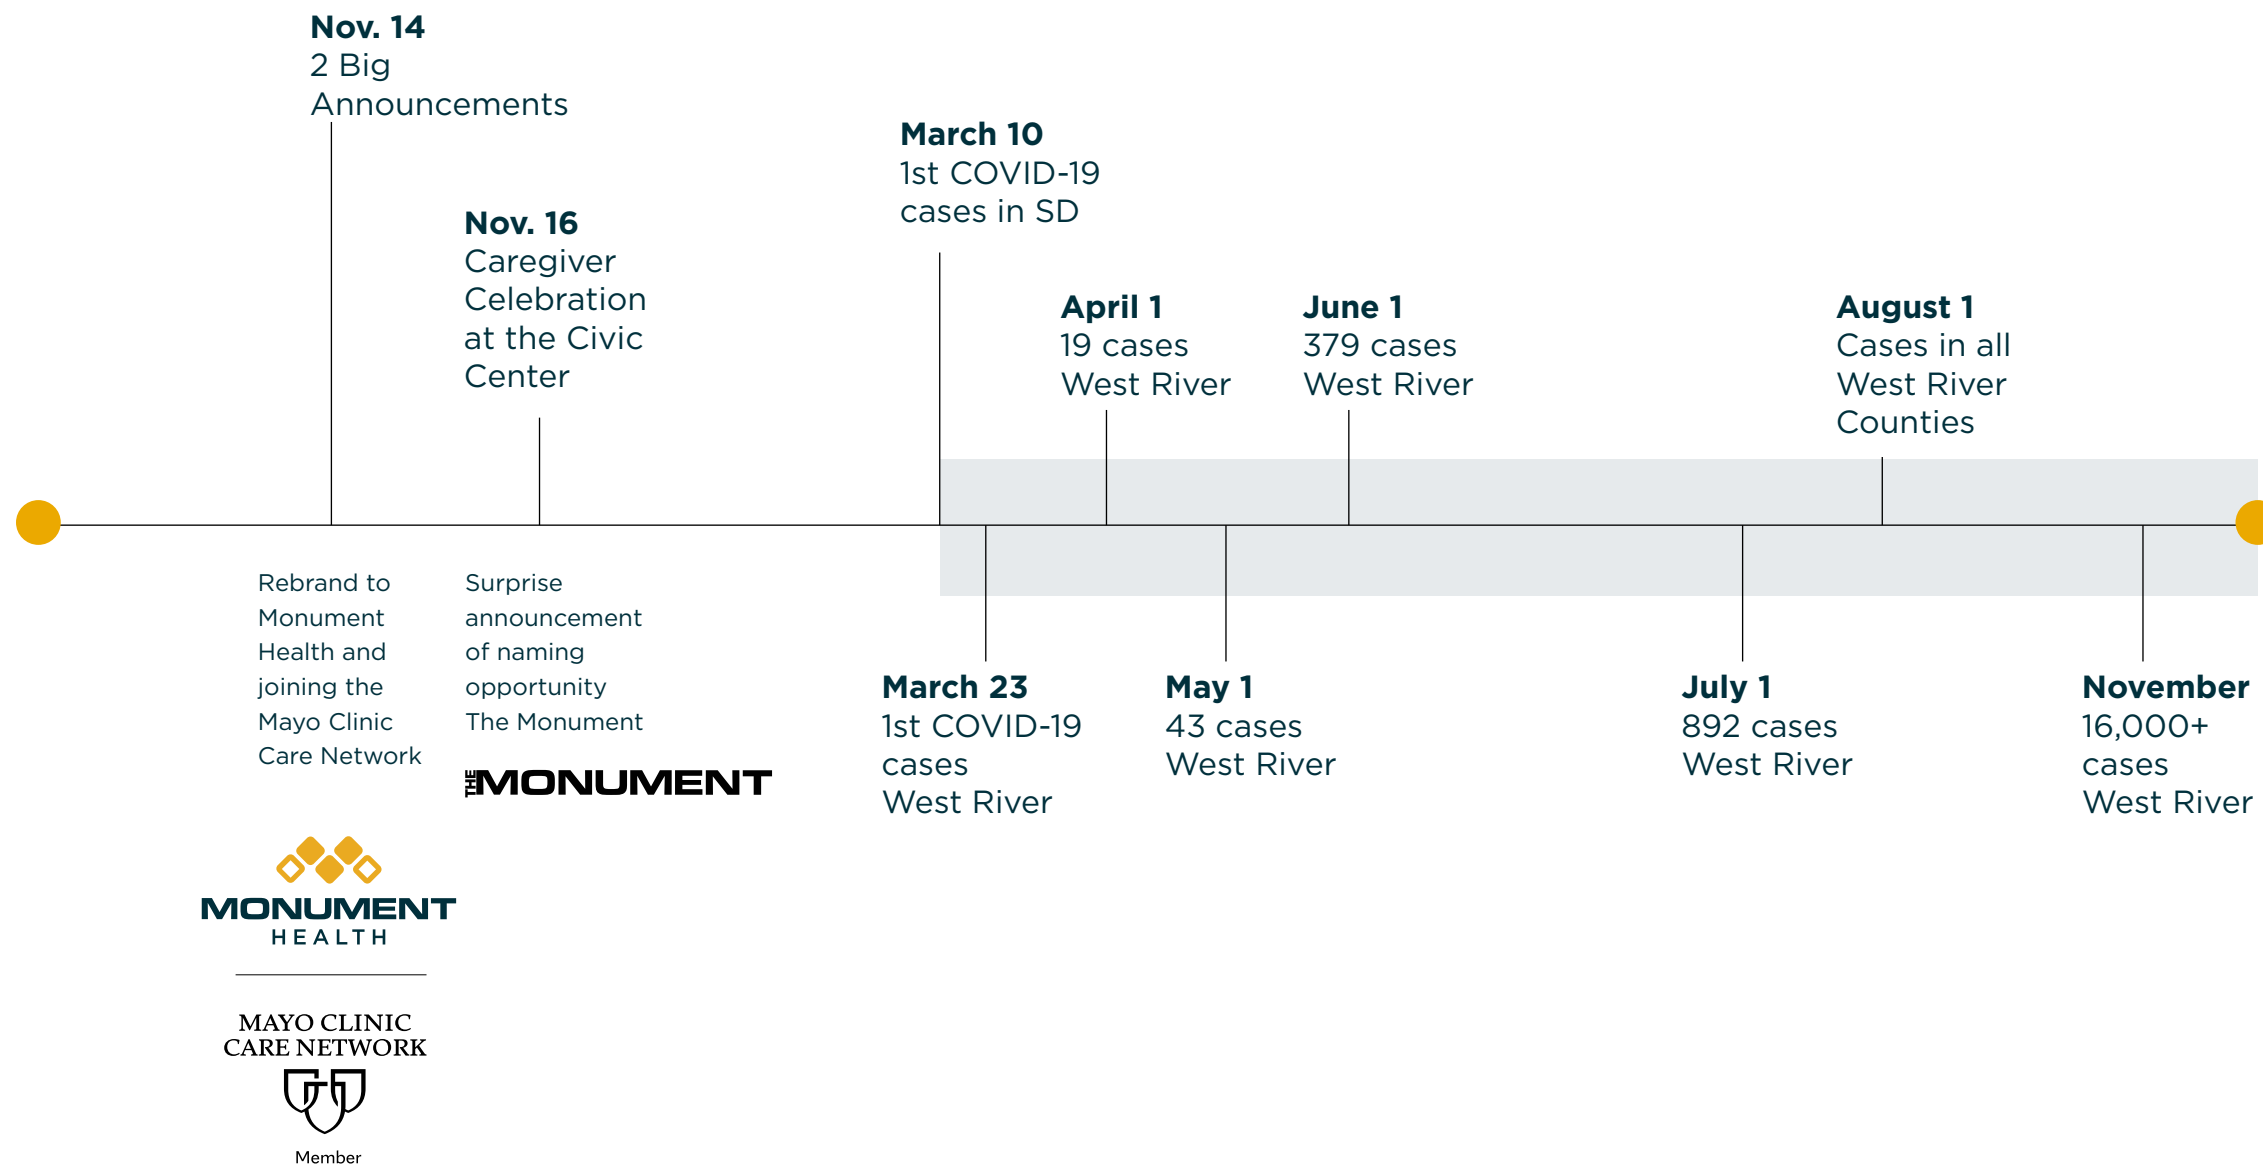 Nov. 14
2 Big
Announcements
Nov. 16
Caregiver
Celebration
at the Civic
Center
March 10
1st COVID-19
cases in SD
April 1
19 cases
West River
June 1
379 cases
West River
August 1
Cases in all
West River
Counties
Rebrand to
Monument
Health and
joining the
Mayo Clinic
Care Network
Surprise
announcement
of naming
opportunity
The Monument
THE MONUMENT
March 23
1st COVID-19
cases
West River
May 1
43 cases
West River
July 1
892 cases
West River
November
16,000+
cases
West River
MONUMENT
HEALTH
MAYO CLINIC
CARE NETWORK
Member